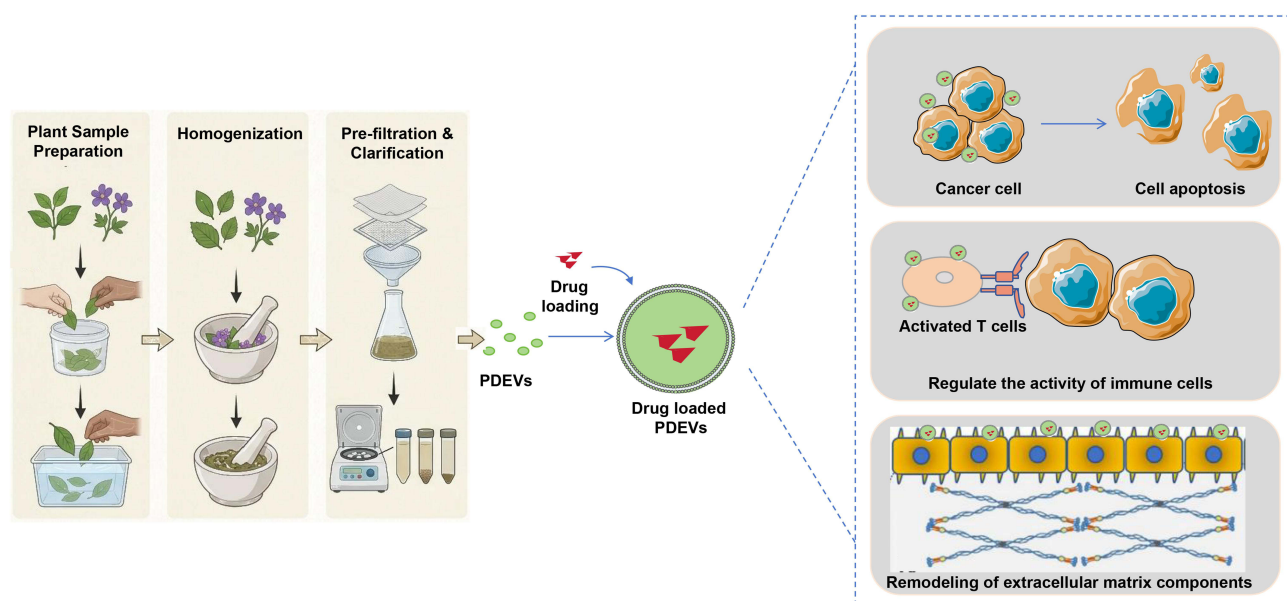 Plant Sample
Preparation
Homogenization
Pre-filtration &
Clarification
Drug
loading
PDEVs
Drug loaded
PDEVs
Cancer cell
Cell apoptosis
Activated T cells
Regulate the activity of immune cells
Remodeling of extracellular matrix components